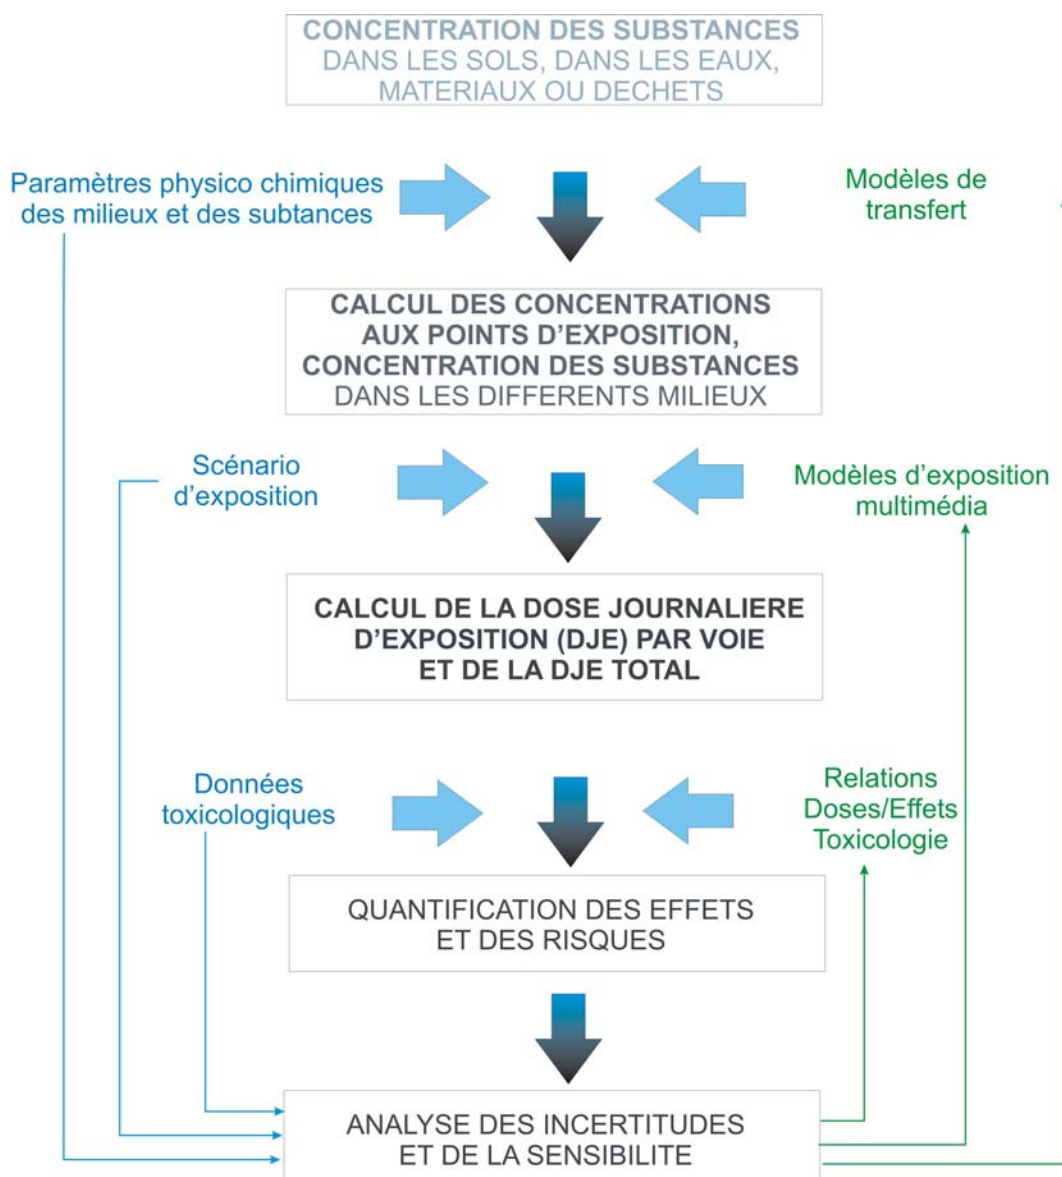 CONCENTRATION DES SUBSTANCES
DANS LES SOLS, DANS LES EAUX,
MATERIAUX OU DECHETS
Paramètres physico chimiques
des milieux et des subtances
Modèles de
transfert
CALCUL DES CONCENTRATIONS
AUX POINTS D'EXPOSITION,
CONCENTRATION DES SUBSTANCES
DANS LES DIFFERENTS MILIEUX
Scénario
d'exposition
Modèles d'exposition
multimédia
CALCUL DE LA DOSE JOURNALIERE
D'EXPOSITION (DJE) PAR VOIE
ET DE LA DJE TOTAL
Données
toxicologiques
Relations
Doses/Effets
Toxicologie
QUANTIFICATION DES EFFETS
ET DES RISQUES
ANALYSE DES INCERTITUDES
ET DE LA SENSIBILITE